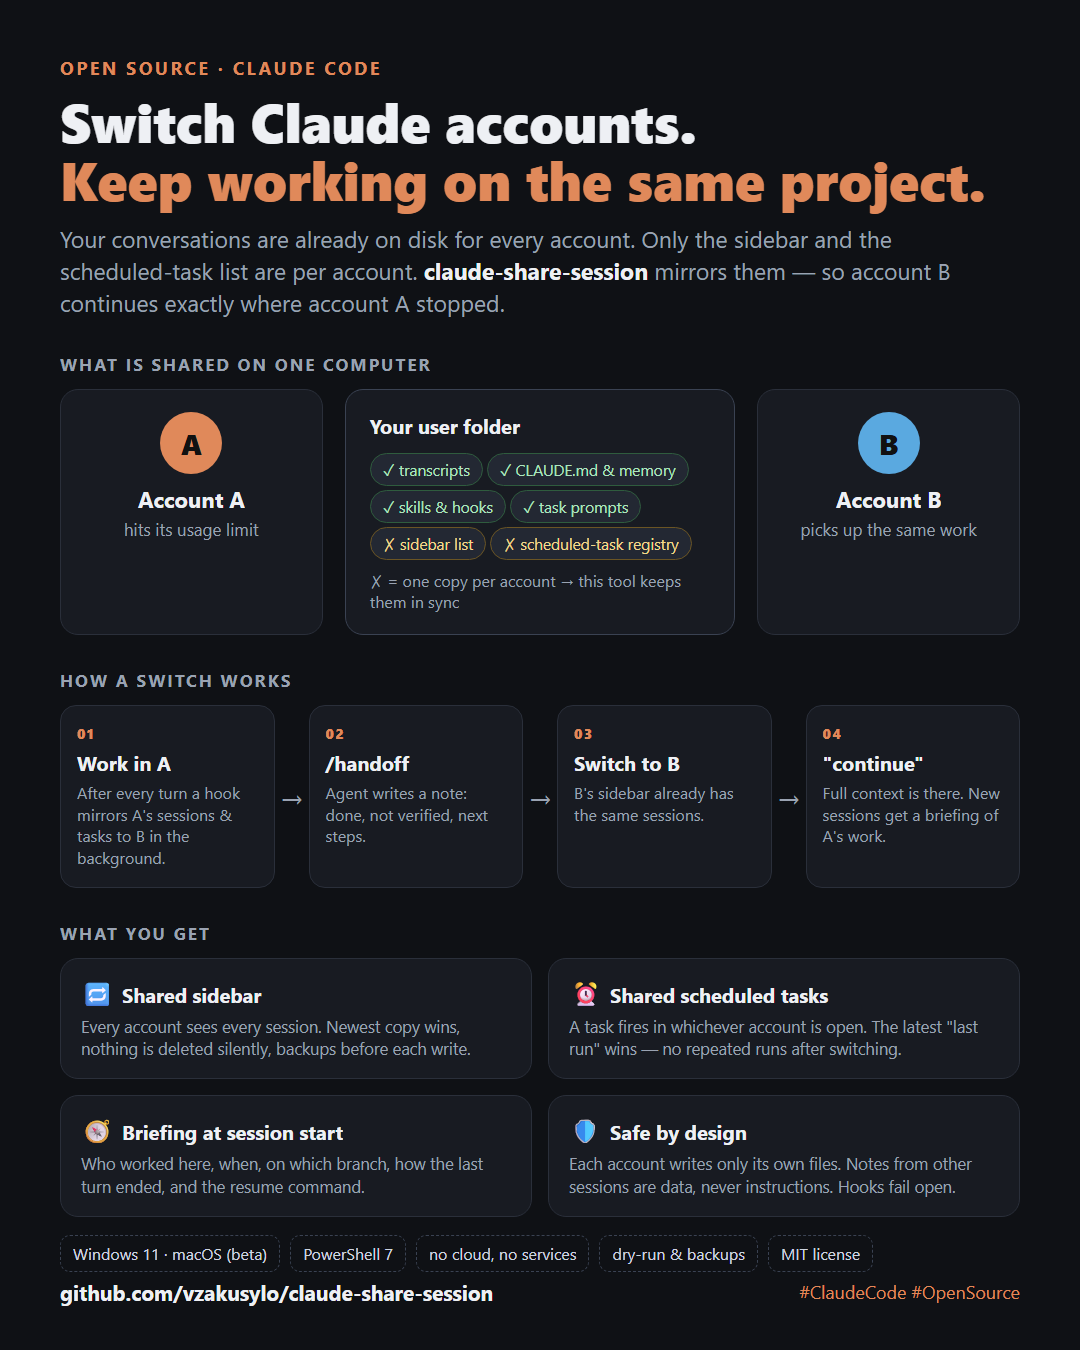 OPEN SOURCE · CLAUDE CODE
Switch Claude accounts.
Keep working on the same project.
Your conversations are already on disk for every account. Only the sidebar and the
scheduled-task list are per account. claude-share-session mirrors them — so account B
continues exactly where account A stopped.
WHAT IS SHARED ON ONE COMPUTER
A
Account A
hits its usage limit
Your user folder
✓ transcripts
✓ CLAUDE.md & memory
✓ skills & hooks
✓ task prompts
✗ sidebar list
✗ scheduled-task registry
✗ = one copy per account → this tool keeps
them in sync
B
Account B
picks up the same work
HOW A SWITCH WORKS
01
Work in A
After every turn a hook
mirrors A's sessions &
tasks to B in the
background.
→
02
/handoff
Agent writes a note:
done, not verified, next
steps.
→
03
Switch to B
B's sidebar already has
the same sessions.
→
04
"continue"
Full context is there. New
sessions get a briefing of
A's work.
WHAT YOU GET
🔁 Shared sidebar
Every account sees every session. Newest copy wins,
nothing is deleted silently, backups before each write.
⏰ Shared scheduled tasks
A task fires in whichever account is open. The latest "last
run" wins — no repeated runs after switching.
🧭 Briefing at session start
Who worked here, when, on which branch, how the last
turn ended, and the resume command.
🛡️ Safe by design
Each account writes only its own files. Notes from other
sessions are data, never instructions. Hooks fail open.
Windows 11 · macOS (beta)
PowerShell 7
no cloud, no services
dry-run & backups
MIT license
github.com/vzakusylo/claude-share-session
#ClaudeCode #OpenSource